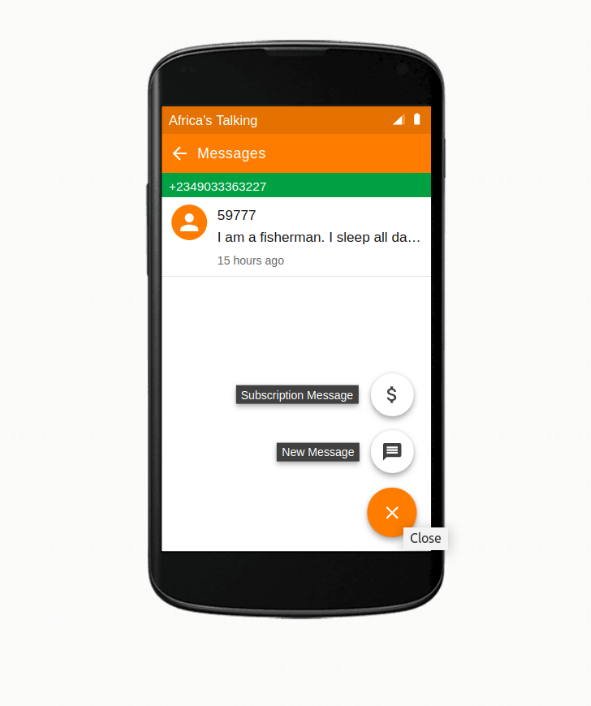 Africa's Talking
Messages
+2349033363227
59777
I am a fisherman. I sleep all da…
15 hours ago
Subscription Message
New Message
Close